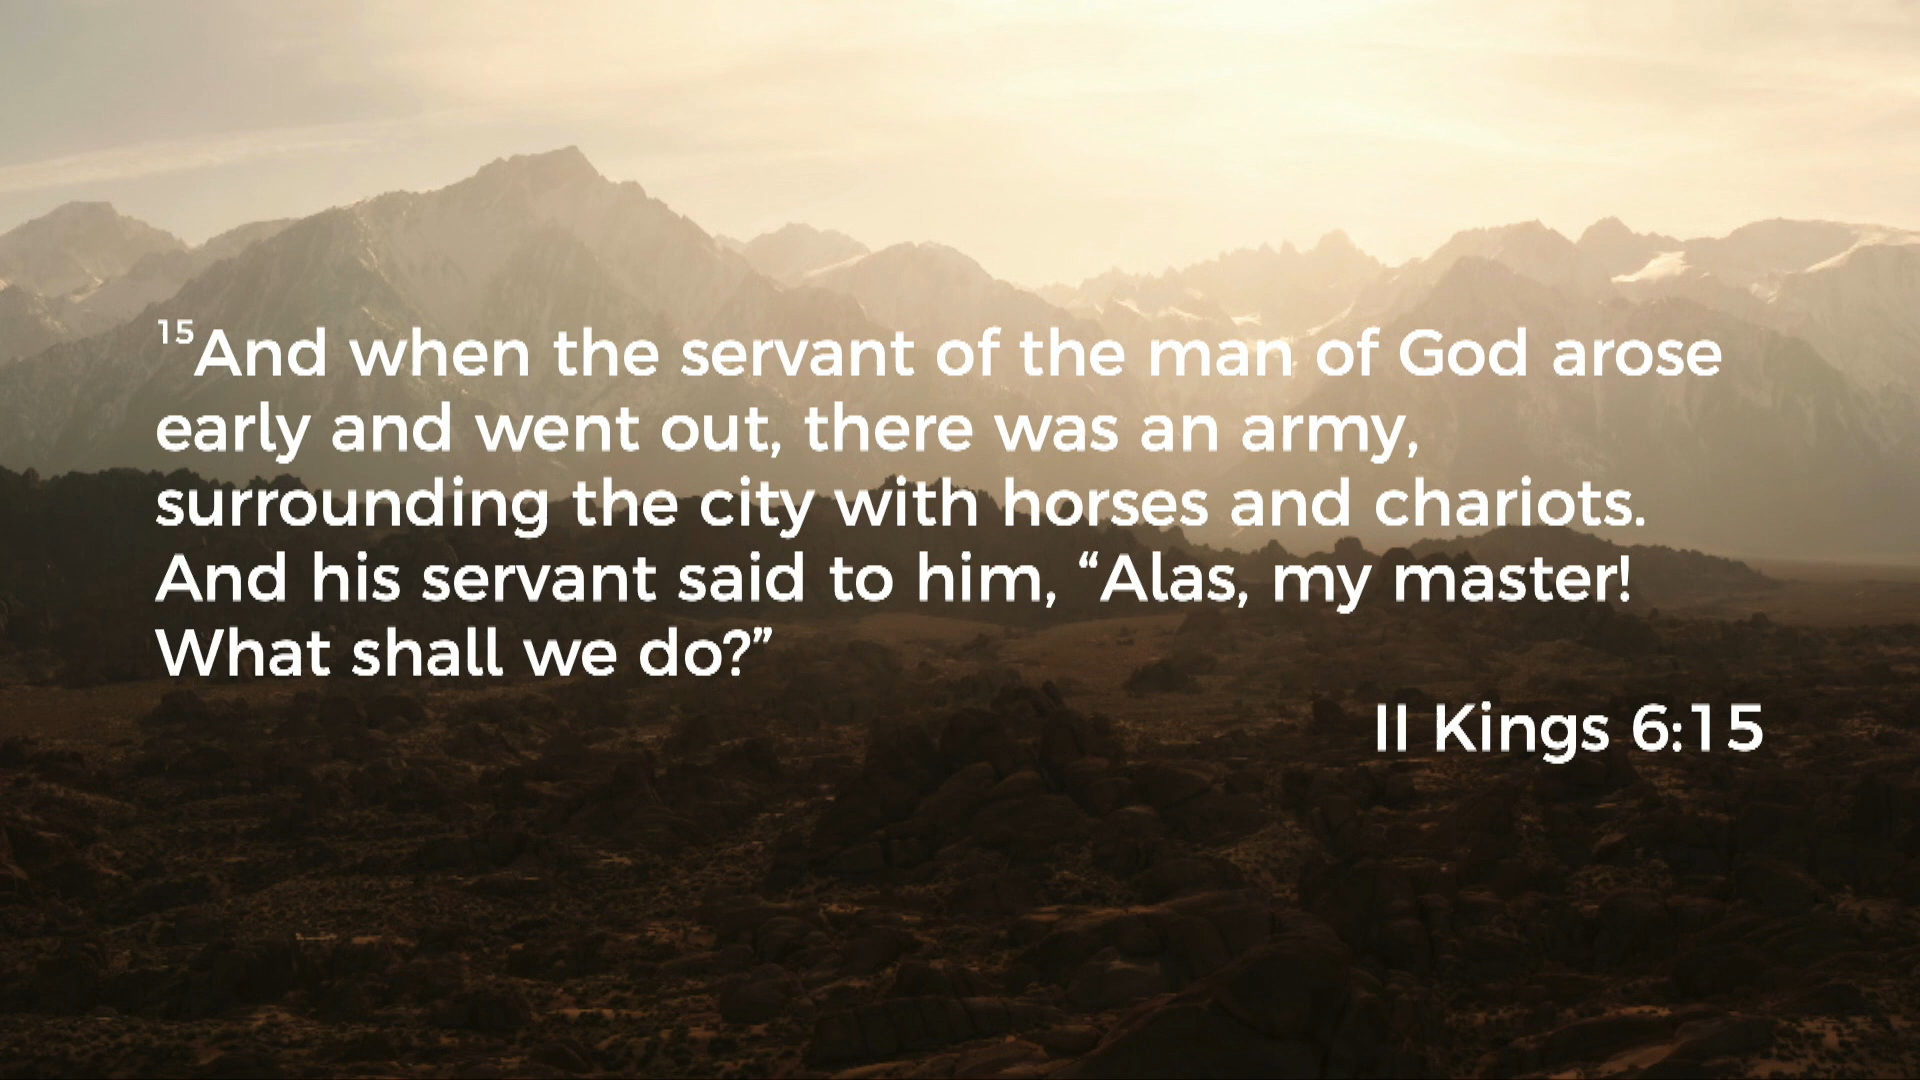 ¹⁵And when the servant of the man of God arose
early and went out, there was an army,
surrounding the city with horses and chariots.
And his servant said to him, “Alas, my master!
What shall we do?”
II Kings 6:15